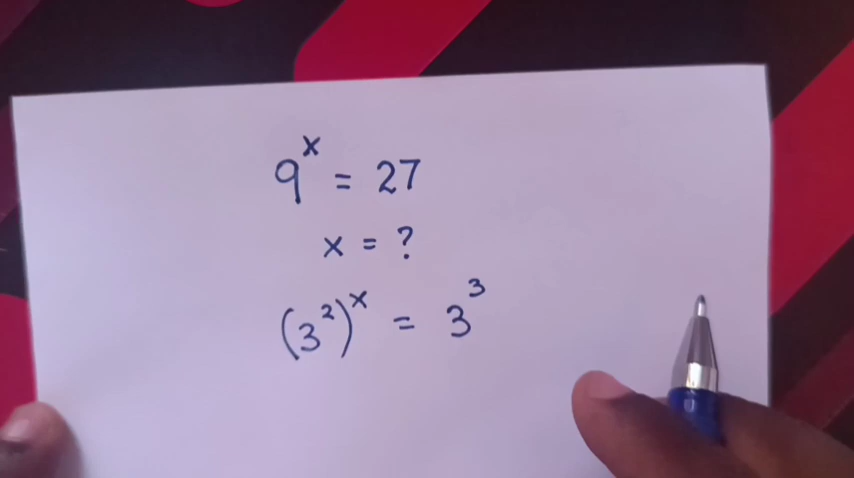 9^x = 27
x = ?
(3^2)^x = 3^3